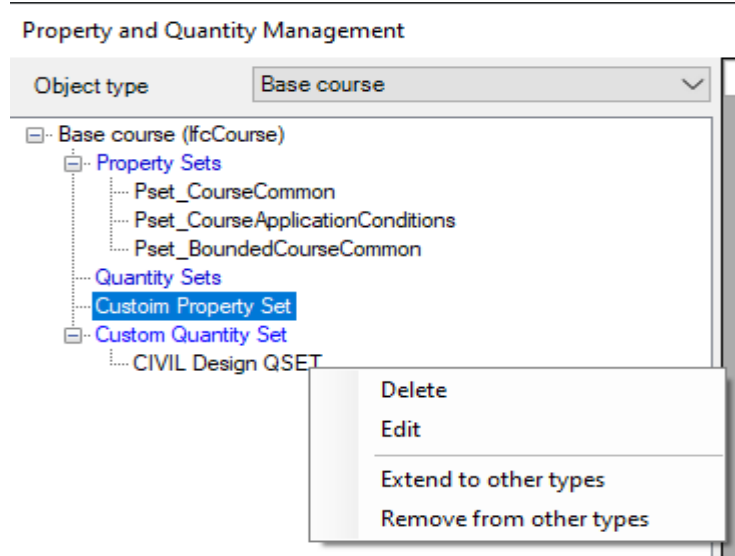 Property and Quantity Management
Object type Base course
Base course (IfcCourse)
Property Sets
Pset_CourseCommon
Pset_CourseApplicationConditions
Pset_BoundedCourseCommon
Quantity Sets
Custoim Property Set
Custom Quantity Set
CIVIL Design QSET
Delete
Edit
Extend to other types
Remove from other types